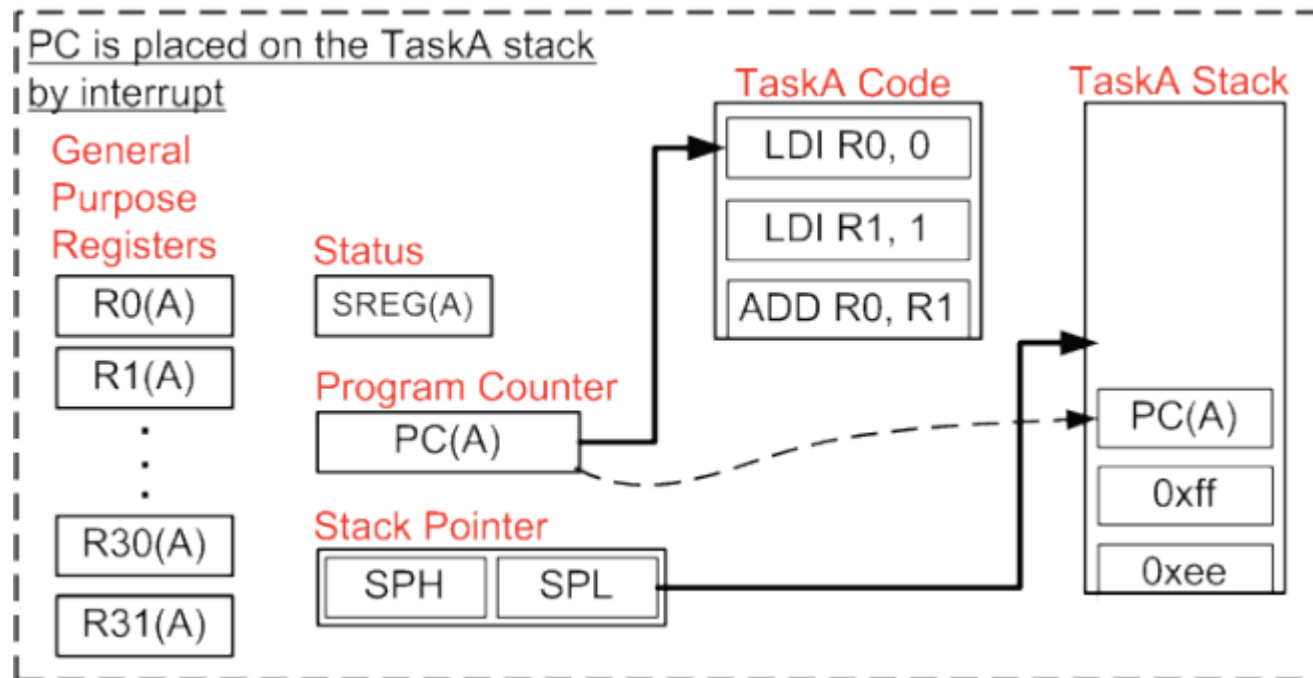 PC is placed on the TaskA stack
by interrupt
General
Purpose
Registers
R0(A)
R1(A)
.
.
.
R30(A)
R31(A)
Status
SREG(A)
Program Counter
PC(A)
Stack Pointer
SPH
SPL
TaskA Code
LDI R0, 0
LDI R1, 1
ADD R0, R1
TaskA Stack
PC(A)
0xff
0xee